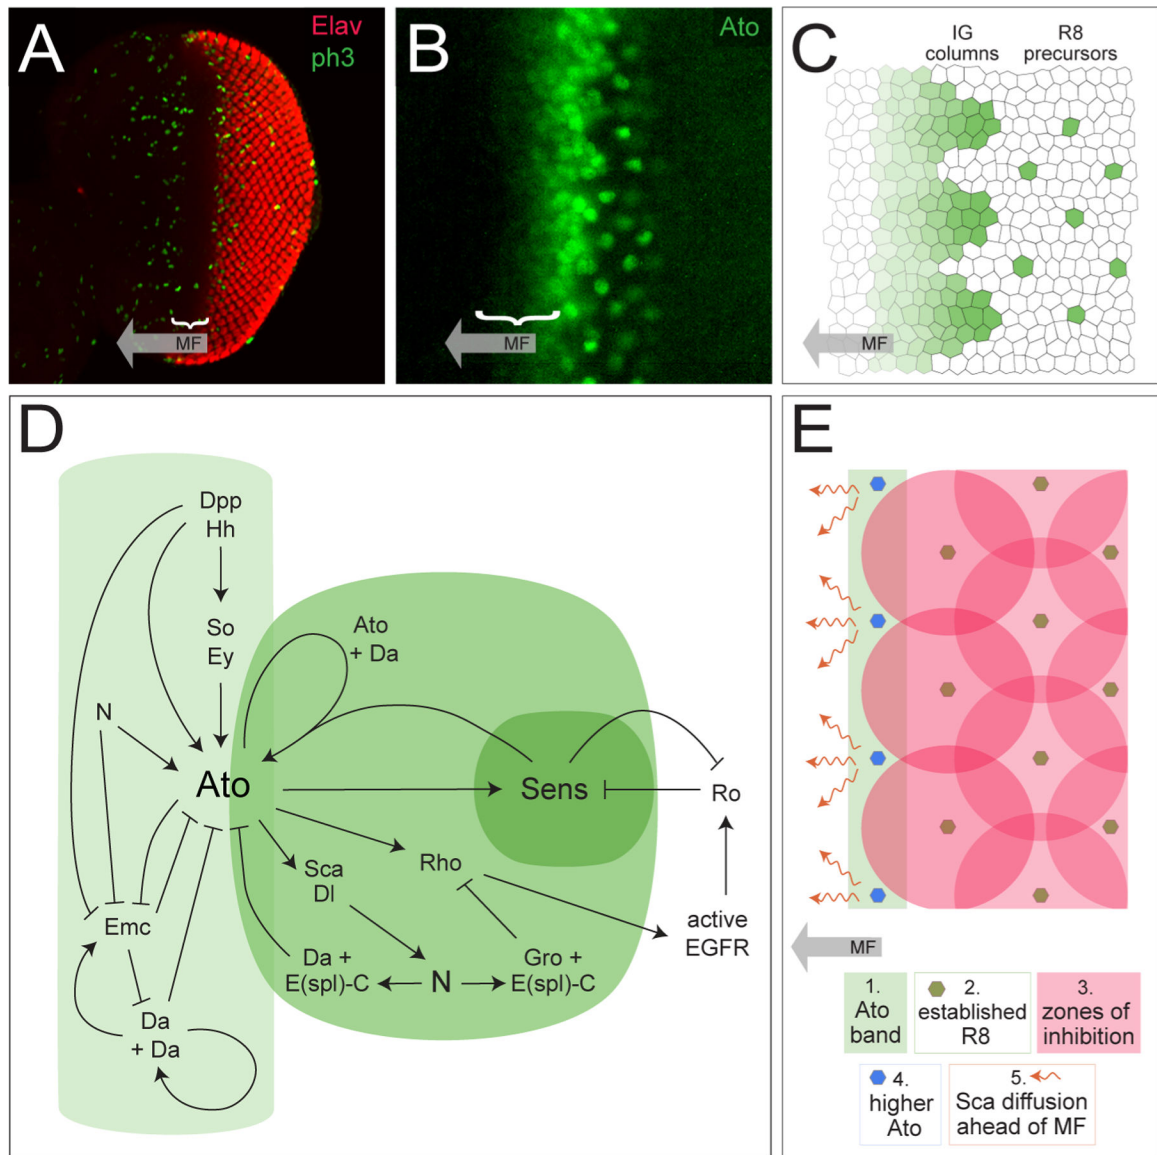 A
Elav
ph3
MF
B
Ato
MF
C
IG
columns
R8
precursors
MF
D
Dpp
Hh
So
Ey
N
Ato
Emc
Da
+ Da
Ato
+ Da
Sens
Ro
Rho
Sca
Dl
active
EGFR
Da +
E(spl)-C
N
Gro +
E(spl)-C
E
MF
1.
Ato
band
2.
established
R8
3.
zones of
inhibition
4.
higher
Ato
5.
Sca diffusion
ahead of MF